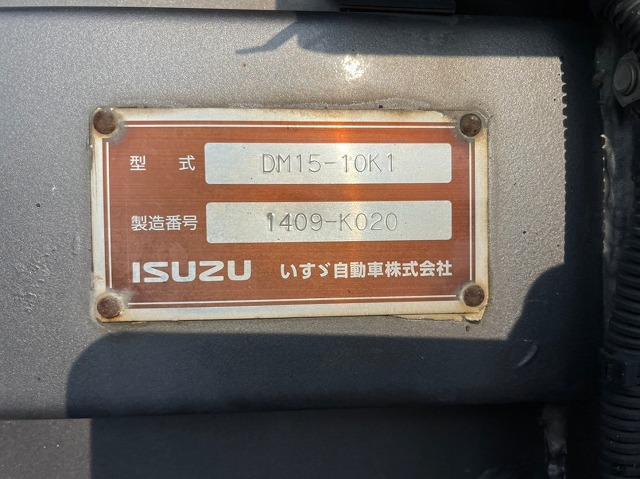 型 式 DM15-10K1
製造番号 1409-K020
ISUZU いすゞ自動車株式会社